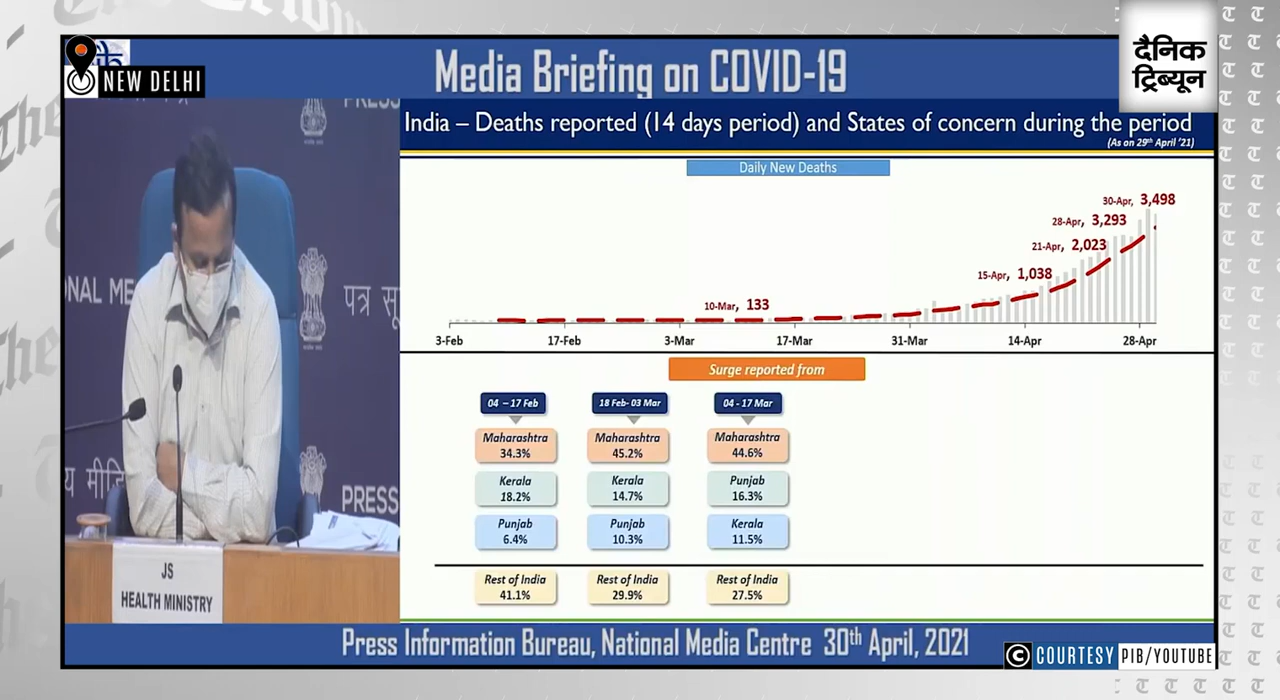 NEW DELHI
Media Briefing on COVID-19
दैनिक
ट्रिब्यून
India – Deaths reported (14 days period) and States of concern during the period
(As on 29th April '21)
Daily New Deaths
30-Apr, 3,498
28-Apr, 3,293
21-Apr, 2,023
15-Apr, 1,038
10-Mar, 133
3-Feb 17-Feb 3-Mar 17-Mar 31-Mar 14-Apr 28-Apr
Surge reported from
04 – 17 Feb
18 Feb- 03 Mar
04 - 17 Mar
Maharashtra
34.3%
Maharashtra
45.2%
Maharashtra
44.6%
Kerala
18.2%
Kerala
14.7%
Punjab
16.3%
Punjab
6.4%
Punjab
10.3%
Kerala
11.5%
Rest of India
41.1%
Rest of India
29.9%
Rest of India
27.5%
पत्र सू
PRESS
JS
HEALTH MINISTRY
Press Information Bureau, National Media Centre 30th April, 2021
© COURTESY PIB/YOUTUBE